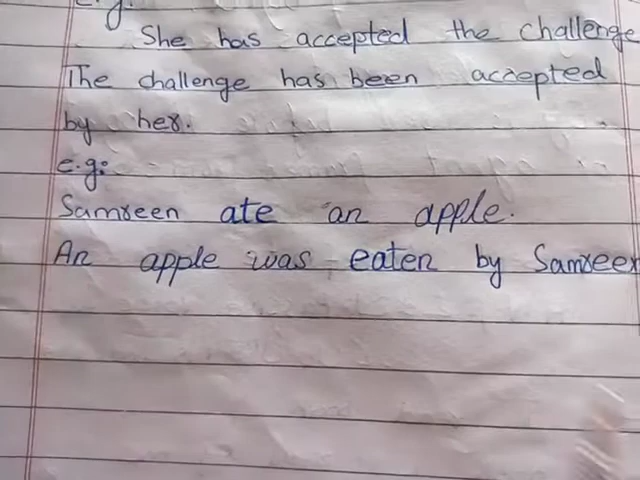 e.g.
She has accepted the challenge
The challenge has been accepted
by her.
e.g:
Samreen ate an apple.
An apple was eaten by Samreen